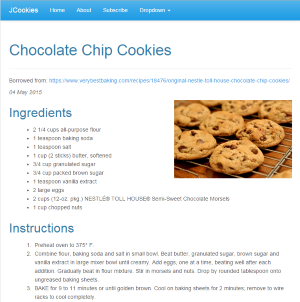 JCookies Home About Subscribe Dropdown
Chocolate Chip Cookies
Borrowed from: https://www.verybestbaking.com/recipes/18476/original-nestle-toll-house-chocolate-chip-cookies/
04 May 2015
Ingredients
2 1/4 cups all-purpose flour
1 teaspoon baking soda
1 teaspoon salt
1 cup (2 sticks) butter, softened
3/4 cup granulated sugar
3/4 cup packed brown sugar
1 teaspoon vanilla extract
2 large eggs
2 cups (12-oz. pkg.) NESTLÉ® TOLL HOUSE® Semi-Sweet Chocolate Morsels
1 cup chopped nuts
Instructions
1. Preheat oven to 375° F.
2. Combine flour, baking soda and salt in small bowl. Beat butter, granulated sugar, brown sugar and
vanilla extract in large mixer bowl until creamy. Add eggs, one at a time, beating well after each
addition. Gradually beat in flour mixture. Stir in morsels and nuts. Drop by rounded tablespoon onto
ungreased baking sheets.
3. BAKE for 9 to 11 minutes or until golden brown. Cool on baking sheets for 2 minutes; remove to wire
racks to cool completely.